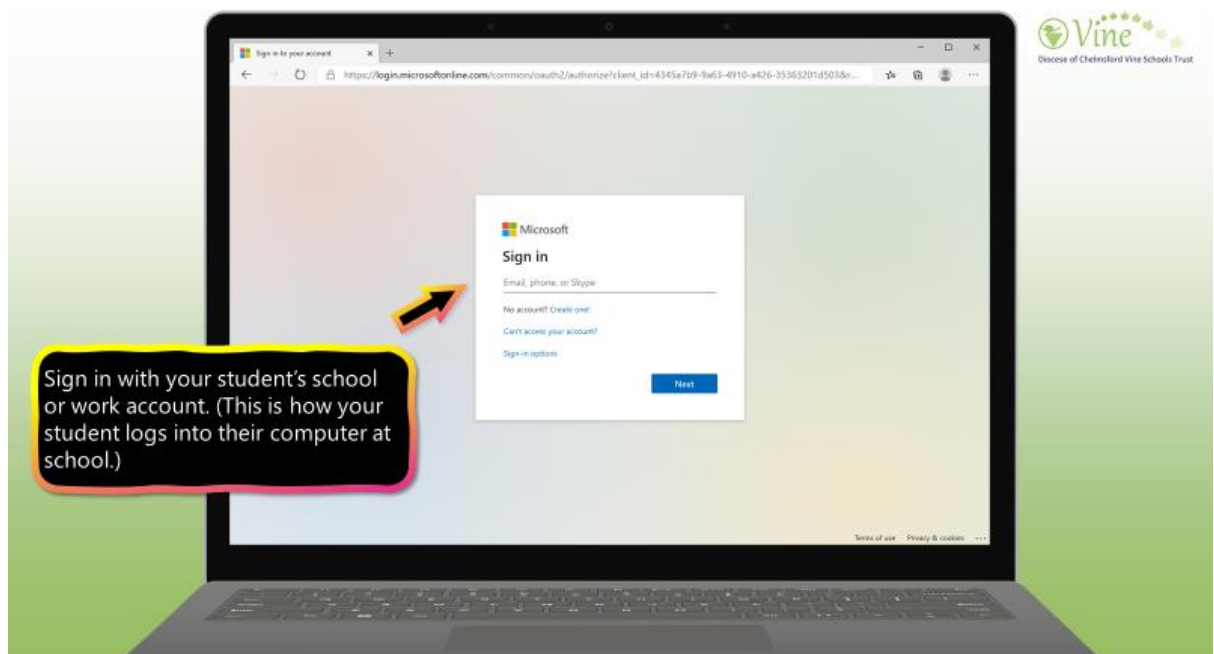 Vine
Diocese of Chelmsford Vine Schools Trust
Sign in to your account
https://login.microsoftonline.com/common/oauth2/authorize?client_id=4345a7b9-9a63-4910-a426-35363201d503&r...
Microsoft
Sign in
Email, phone, or Skype
No account? Create one!
Can't access your account?
Sign-in options
Next
Sign in with your student's school
or work account. (This is how your
student logs into their computer at
school.)
Terms of use Privacy & cookies ...